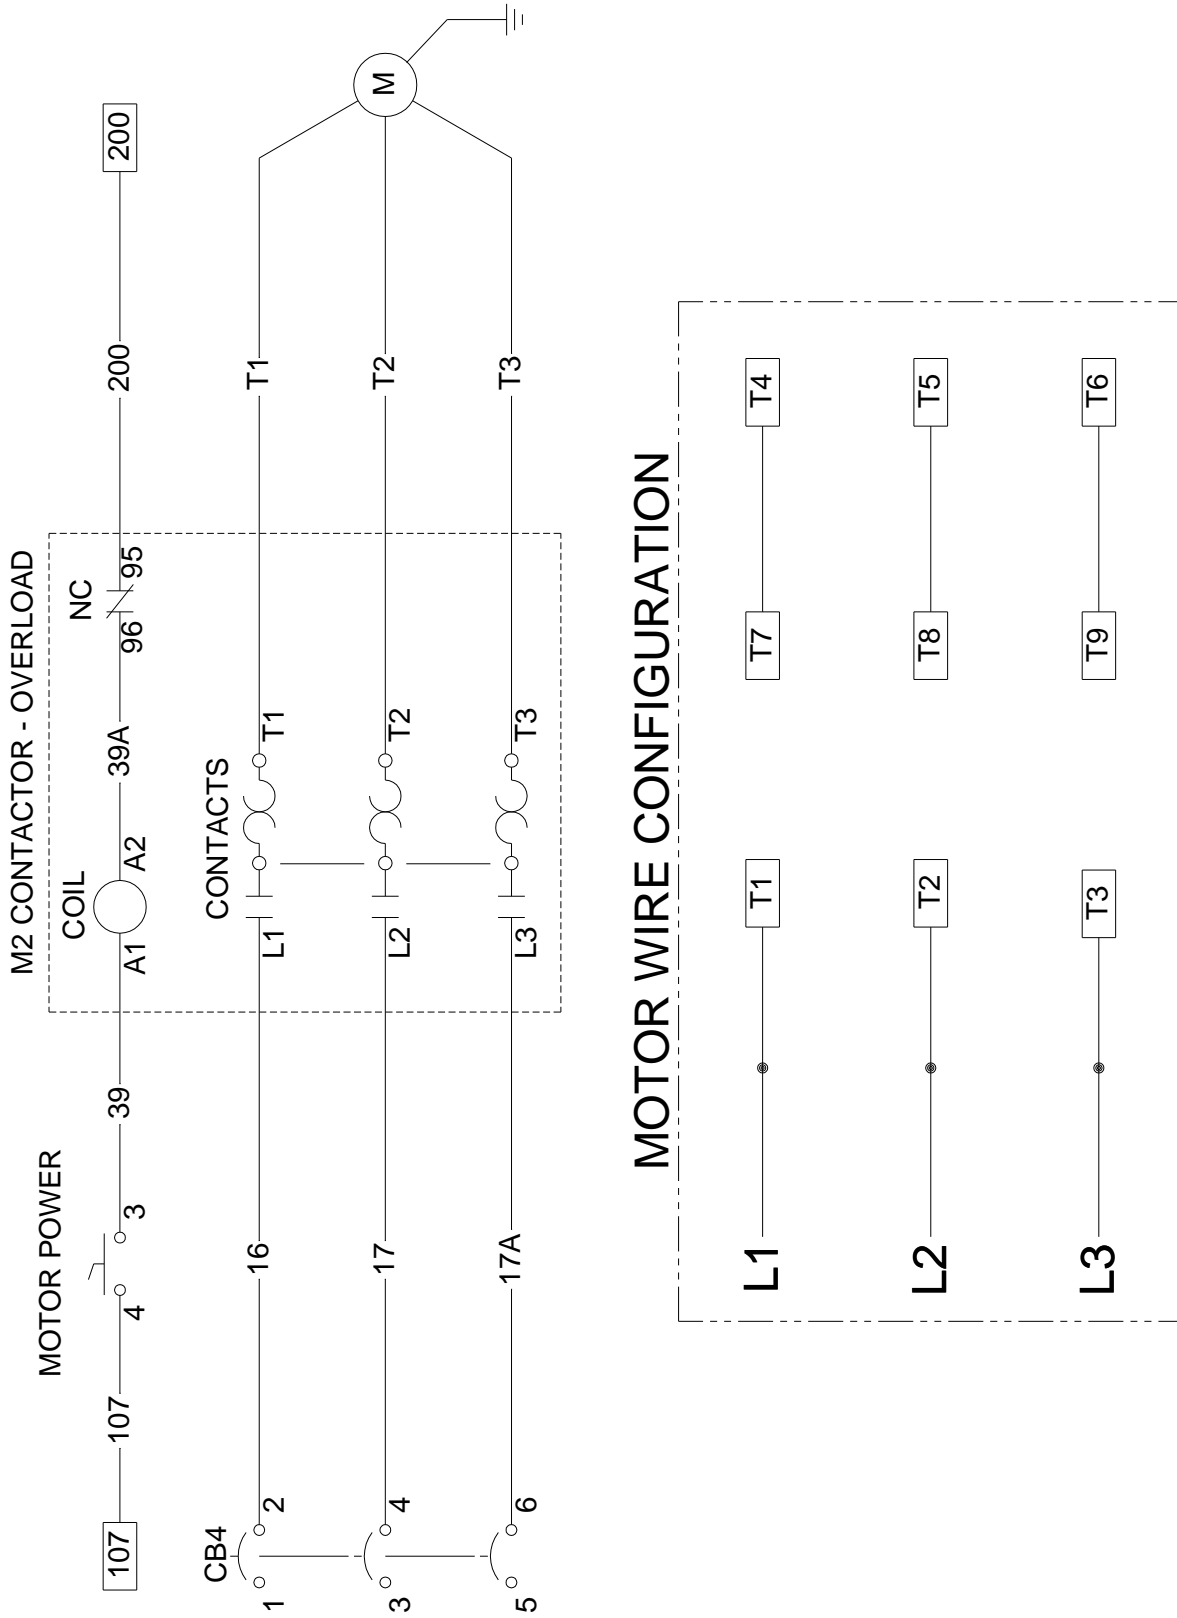 M2 CONTACTOR - OVERLOAD
MOTOR POWER
COIL
NC
107
107
4
3
39
A1
A2
39A
96
95
200
200
CB4
CONTACTS
1
2
16
L1
T1
T1
3
4
17
L2
T2
T2
M
5
6
17A
L3
T3
T3
MOTOR WIRE CONFIGURATION
L1
T1
T7
T4
L2
T2
T8
T5
L3
T3
T9
T6